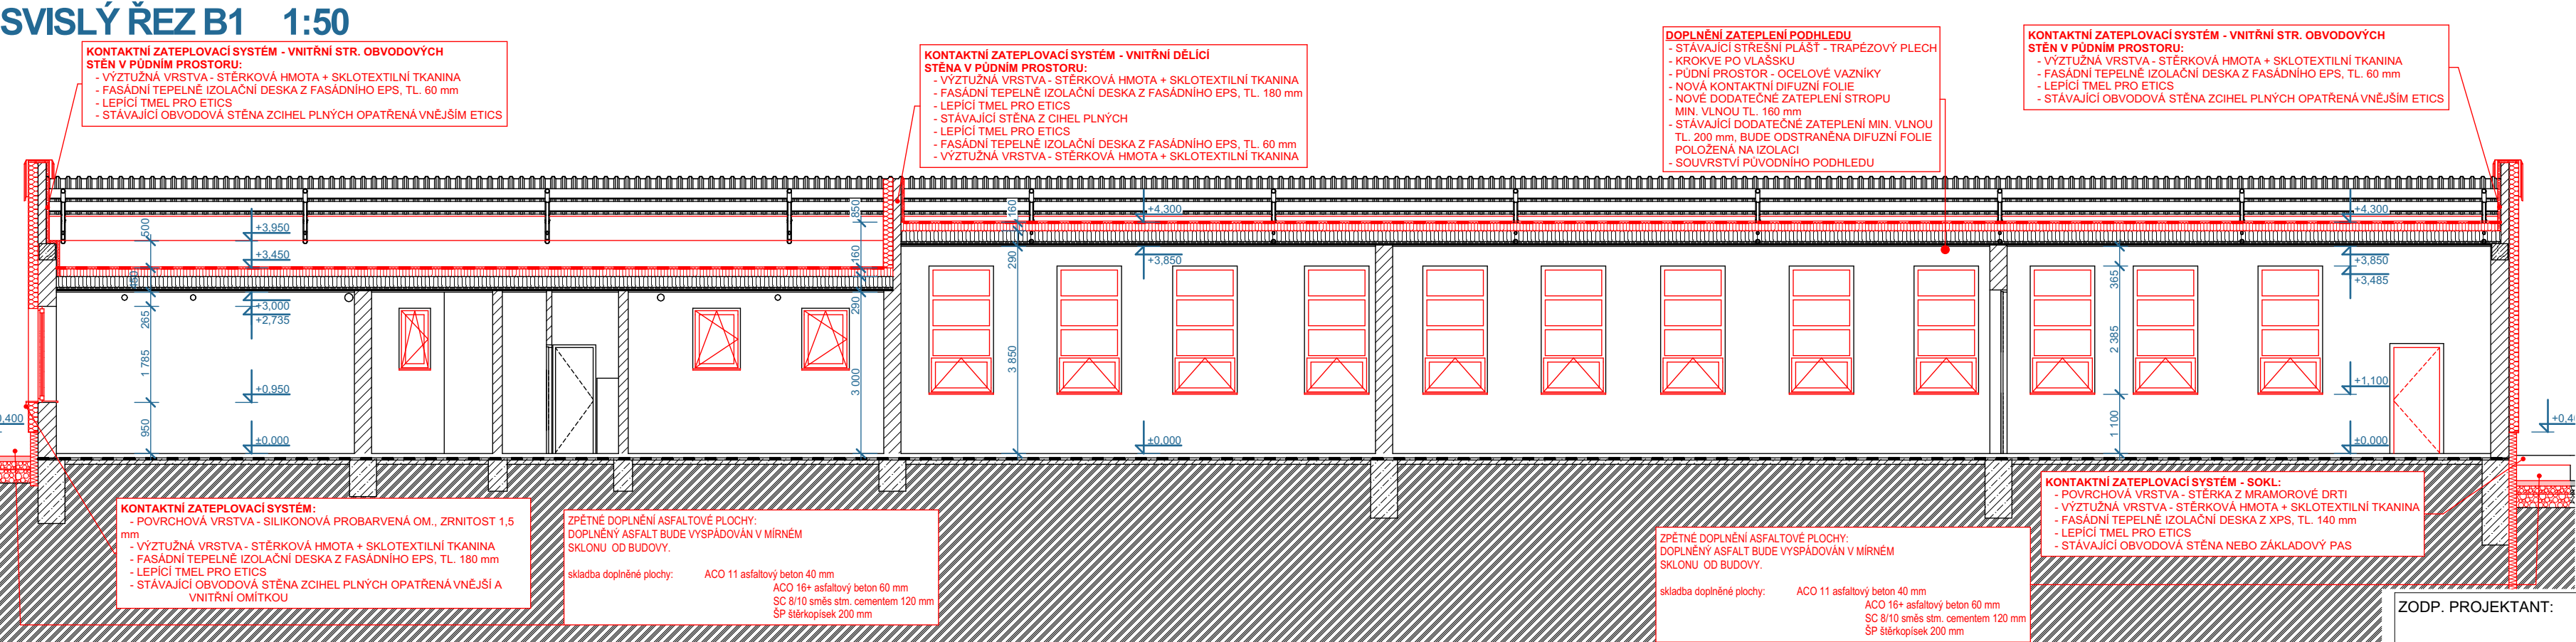 SVISLÝ ŘEZ B1 1:50
KONTAKTNÍ ZATEPLOVACÍ SYSTÉM - VNITŘNÍ STR. OBVODOVÝCH
STĚN V PŮDNÍM PROSTORU:
- VÝZTUŽNÁ VRSTVA - STĚRKOVÁ HMOTA + SKLOTEXTILNÍ TKANINA
- FASÁDNÍ TEPELNĚ IZOLAČNÍ DESKA Z FASÁDNÍHO EPS, TL. 60 mm
- LEPÍCÍ TMEL PRO ETICS
- STÁVAJÍCÍ OBVODOVÁ STĚNA ZCIHEL PLNÝCH OPATŘENÁ VNĚJŠÍM ETICS
KONTAKTNÍ ZATEPLOVACÍ SYSTÉM - VNITŘNÍ DĚLÍCÍ
STĚNA V PŮDNÍM PROSTORU:
- VÝZTUŽNÁ VRSTVA - STĚRKOVÁ HMOTA + SKLOTEXTILNÍ TKANINA
- FASÁDNÍ TEPELNĚ IZOLAČNÍ DESKA Z FASÁDNÍHO EPS, TL. 180 mm
- LEPÍCÍ TMEL PRO ETICS
- STÁVAJÍCÍ STĚNA Z CIHEL PLNÝCH
- LEPÍCÍ TMEL PRO ETICS
- FASÁDNÍ TEPELNĚ IZOLAČNÍ DESKA Z FASÁDNÍHO EPS, TL. 60 mm
- VÝZTUŽNÁ VRSTVA - STĚRKOVÁ HMOTA + SKLOTEXTILNÍ TKANINA
DOPLNĚNÍ ZATEPLENÍ PODHLEDU
- STÁVAJÍCÍ STŘEŠNÍ PLÁŠŤ - TRAPÉZOVÝ PLECH
- KROKVE PO VLAŠSKU
- PŮDNÍ PROSTOR - OCELOVÉ VAZNÍKY
- NOVÁ KONTAKTNÍ DIFUZNÍ FOLIE
- NOVÉ DODATEČNÉ ZATEPLENÍ STROPU
MIN. VLNOU TL. 160 mm
- STÁVAJÍCÍ DODATEČNÉ ZATEPLENÍ MIN. VLNOU
TL. 200 mm, BUDE ODSTRANĚNA DIFUZNÍ FOLIE
POLOŽENÁ NA IZOLACI
- SOUVRSTVÍ PŮVODNÍHO PODHLEDU
KONTAKTNÍ ZATEPLOVACÍ SYSTÉM - VNITŘNÍ STR. OBVODOVÝCH
STĚN V PŮDNÍM PROSTORU:
- VÝZTUŽNÁ VRSTVA - STĚRKOVÁ HMOTA + SKLOTEXTILNÍ TKANINA
- FASÁDNÍ TEPELNĚ IZOLAČNÍ DESKA Z FASÁDNÍHO EPS, TL. 60 mm
- LEPÍCÍ TMEL PRO ETICS
- STÁVAJÍCÍ OBVODOVÁ STĚNA ZCIHEL PLNÝCH OPATŘENÁ VNĚJŠÍM ETICS
500
+3,950
+3,450
+3,000
+2,735
265
1 785
+0,950
950
±0,000
850
160
290
3 000
160
290
3 850
+4,300
+3,850
±0,000
+4,300
+3,850
+3,485
365
2 385
+1,100
1 100
±0,000
0,400
+0,4
KONTAKTNÍ ZATEPLOVACÍ SYSTÉM:
- POVRCHOVÁ VRSTVA - SILIKONOVÁ PROBARVENÁ OM., ZRNITOST 1,5
mm
- VÝZTUŽNÁ VRSTVA - STĚRKOVÁ HMOTA + SKLOTEXTILNÍ TKANINA
- FASÁDNÍ TEPELNĚ IZOLAČNÍ DESKA Z FASÁDNÍHO EPS, TL. 180 mm
- LEPÍCÍ TMEL PRO ETICS
- STÁVAJÍCÍ OBVODOVÁ STĚNA ZCIHEL PLNÝCH OPATŘENÁ VNĚJŠÍ A
VNITŘNÍ OMÍTKOU
ZPĚTNÉ DOPLNĚNÍ ASFALTOVÉ PLOCHY:
DOPLNĚNÝ ASFALT BUDE VYSPÁDOVÁN V MÍRNÉM
SKLONU OD BUDOVY.
skladba doplněné plochy: ACO 11 asfaltový beton 40 mm
ACO 16+ asfaltový beton 60 mm
SC 8/10 směs stm. cementem 120 mm
ŠP štěrkopísek 200 mm
ZPĚTNÉ DOPLNĚNÍ ASFALTOVÉ PLOCHY:
DOPLNĚNÝ ASFALT BUDE VYSPÁDOVÁN V MÍRNÉM
SKLONU OD BUDOVY.
skladba doplněné plochy: ACO 11 asfaltový beton 40 mm
ACO 16+ asfaltový beton 60 mm
SC 8/10 směs stm. cementem 120 mm
ŠP štěrkopísek 200 mm
KONTAKTNÍ ZATEPLOVACÍ SYSTÉM - SOKL:
- POVRCHOVÁ VRSTVA - STĚRKA Z MRAMOROVÉ DRTI
- VÝZTUŽNÁ VRSTVA - STĚRKOVÁ HMOTA + SKLOTEXTILNÍ TKANINA
- FASÁDNÍ TEPELNĚ IZOLAČNÍ DESKA Z XPS, TL. 140 mm
- LEPÍCÍ TMEL PRO ETICS
- STÁVAJÍCÍ OBVODOVÁ STĚNA NEBO ZÁKLADOVÝ PAS
ZODP. PROJEKTANT: